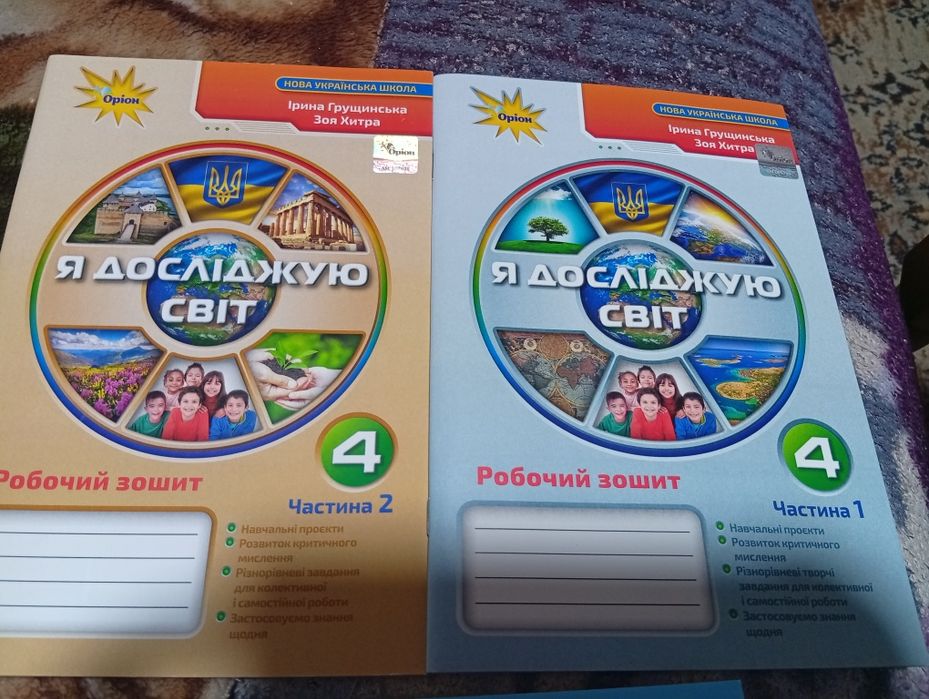 Оріон
НОВА УКРАЇНСЬКА ШКОЛА
Ірина Грущинська
Зоя Хитра
Оріон
Я ДОСЛІДЖУЮ
СВІТ
4
Робочий зошит
Частина 2
Навчальні проєкти
Розвиток критичного
мислення
Різнорівневі завдання
для колективної
і самостійної роботи
Застосовуємо знання
щодня
Оріон
НОВА УКРАЇНСЬКА ШКОЛА
Ірина Грущинська
Зоя Хитра
Я ДОСЛІДЖУЮ
СВІТ
4
Робочий зошит
Частина 1
Навчальні проєкти
Розвиток критичного
мислення
Різнорівневі творчі
завдання для колективної
і самостійної роботи
Застосовуємо знання
щодня